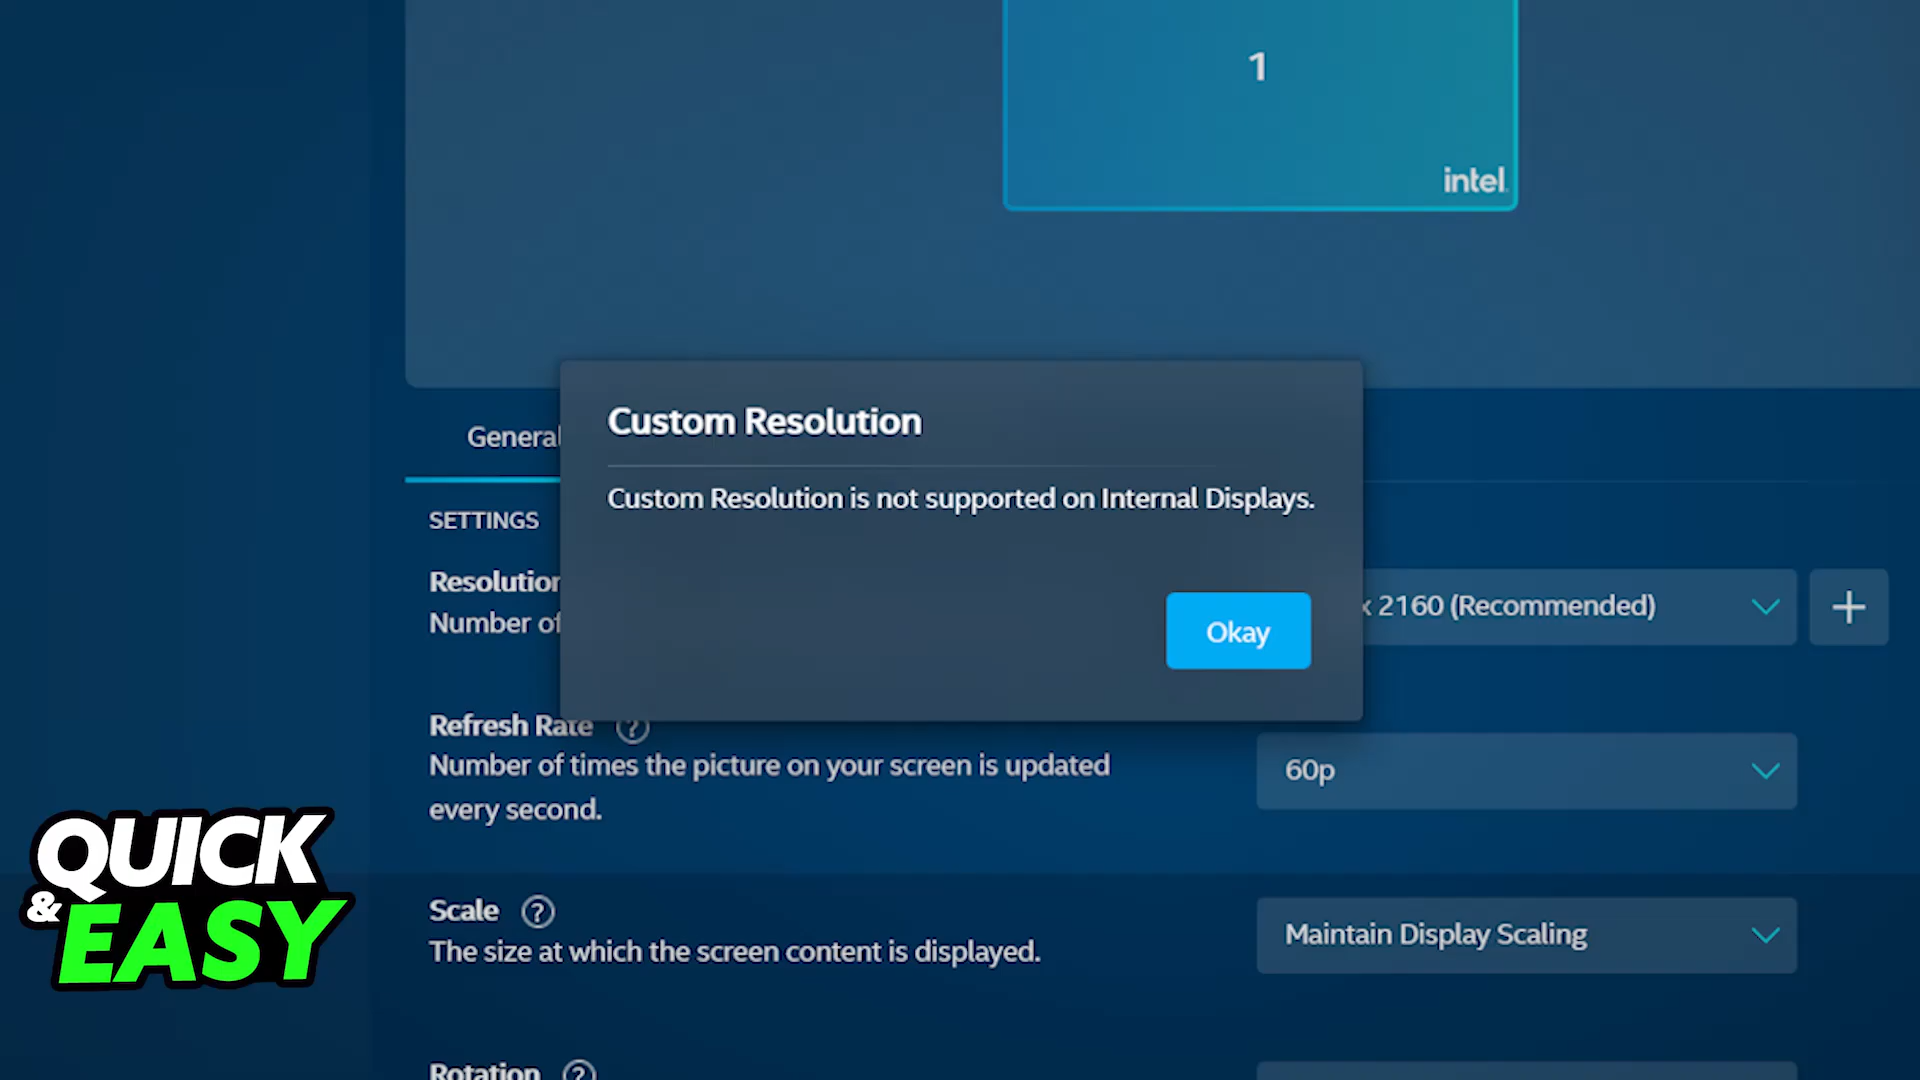 1
intel.
Custom Resolution
General
Custom Resolution is not supported on Internal Displays.
SETTINGS
Resolution
Number of
x 2160 (Recommended)
Okay
Refresh Rate ?
Number of times the picture on your screen is updated
every second.
60p
QUICK
& EASY
Scale ?
The size at which the screen content is displayed.
Maintain Display Scaling
Rotation ?